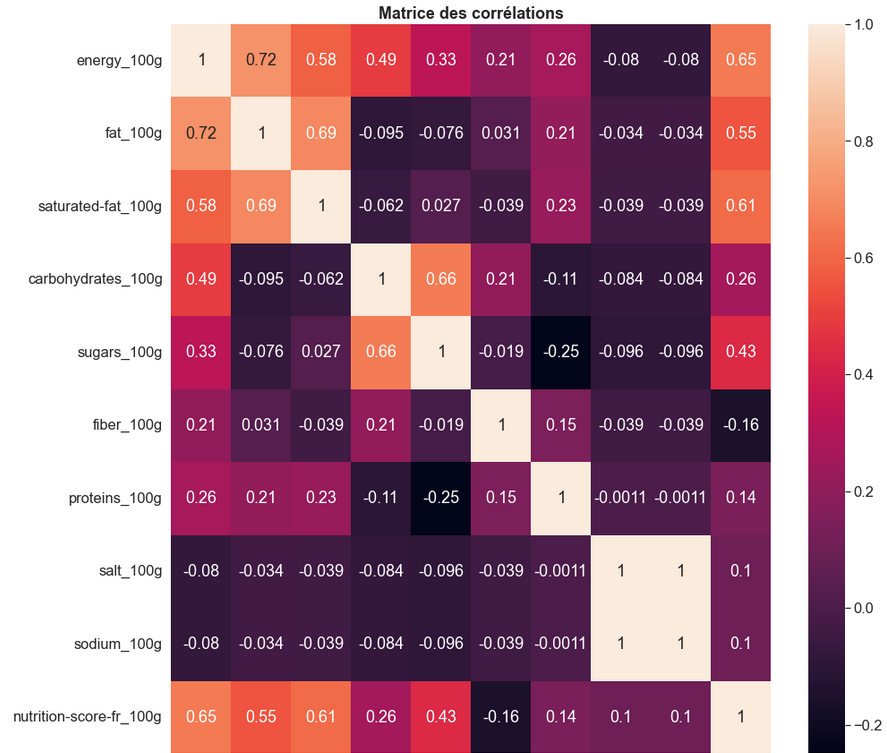 Matrice des corrélations
energy_100g 1 0.72 0.58 0.49 0.33 0.21 0.26 -0.08 -0.08 0.65
fat_100g 0.72 1 0.69 -0.095 -0.076 0.031 0.21 -0.034 -0.034 0.55
saturated-fat_100g 0.58 0.69 1 -0.062 0.027 -0.039 0.23 -0.039 -0.039 0.61
carbohydrates_100g 0.49 -0.095 -0.062 1 0.66 0.21 -0.11 -0.084 -0.084 0.26
sugars_100g 0.33 -0.076 0.027 0.66 1 -0.019 -0.25 -0.096 -0.096 0.43
fiber_100g 0.21 0.031 -0.039 0.21 -0.019 1 0.15 -0.039 -0.039 -0.16
proteins_100g 0.26 0.21 0.23 -0.11 -0.25 0.15 1 -0.0011 -0.0011 0.14
salt_100g -0.08 -0.034 -0.039 -0.084 -0.096 -0.039 -0.0011 1 1 0.1
sodium_100g -0.08 -0.034 -0.039 -0.084 -0.096 -0.039 -0.0011 1 1 0.1
nutrition-score-fr_100g 0.65 0.55 0.61 0.26 0.43 -0.16 0.14 0.1 0.1 1
1.0
0.8
0.6
0.4
0.2
0.0
−0.2